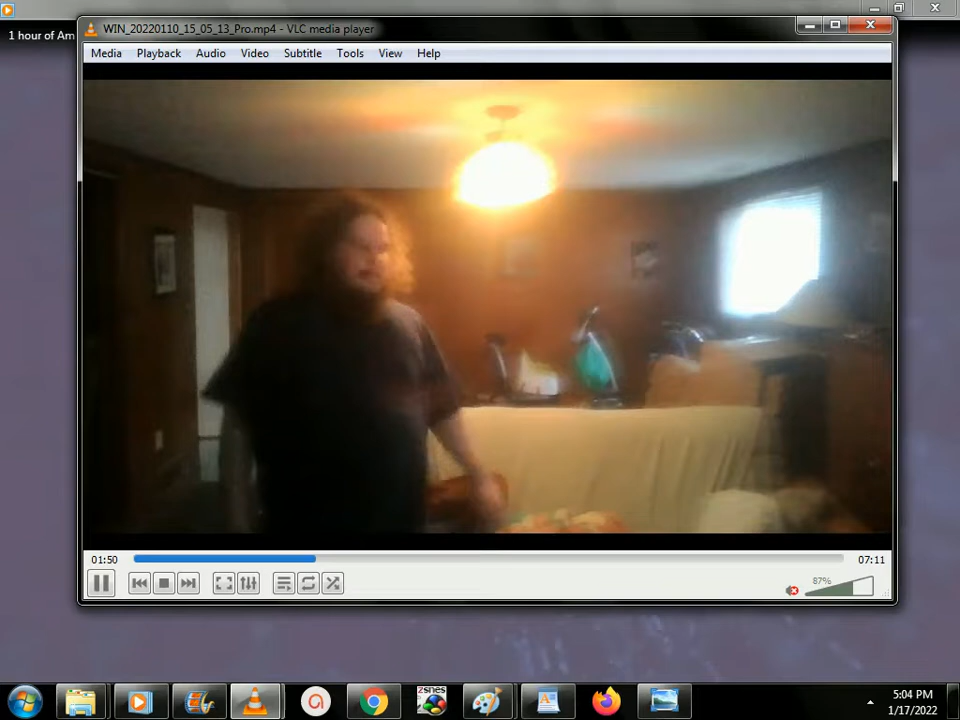 1 hour of Am
WIN_20220110_15_05_13_Pro.mp4 - VLC media player
Media Playback Audio Video Subtitle Tools View Help
01:50
07:11
87%
ZSNES
5:04 PM
1/17/2022